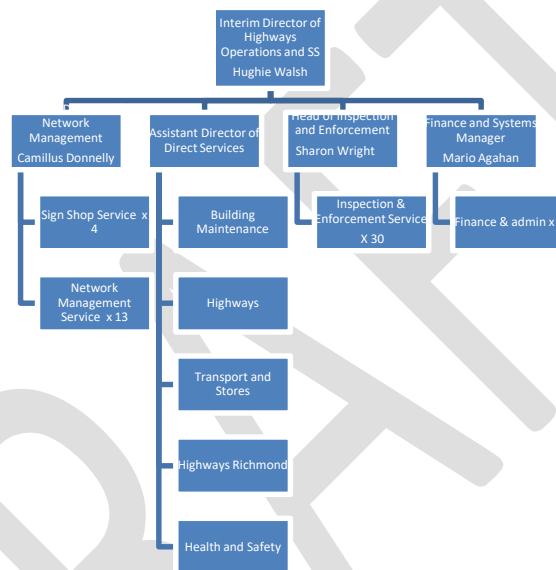 Interim Director of
Highways
Operations and SS
Hughie Walsh
Network
Management
Camillus Donnelly
Assistant Director of
Direct Services
Head of Inspection
and Enforcement
Sharon Wright
Finance and Systems
Manager
Mario Agahan
Sign Shop Service x
4
Building
Maintenance
Inspection &
Enforcement Service
X 30
Finance & admin x
Network
Management
Service x 13
Highways
Transport and
Stores
Highways Richmond
Health and Safety